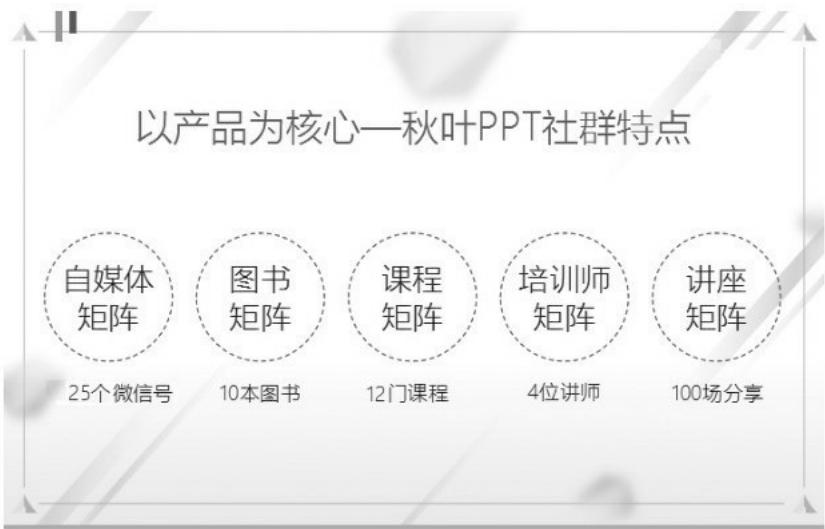 以产品为核心—秋叶PPT社群特点
自媒体
矩阵
图书
矩阵
课程
矩阵
培训师
矩阵
讲座
矩阵
25个微信号
10本图书
12门课程
4位讲师
100场分享